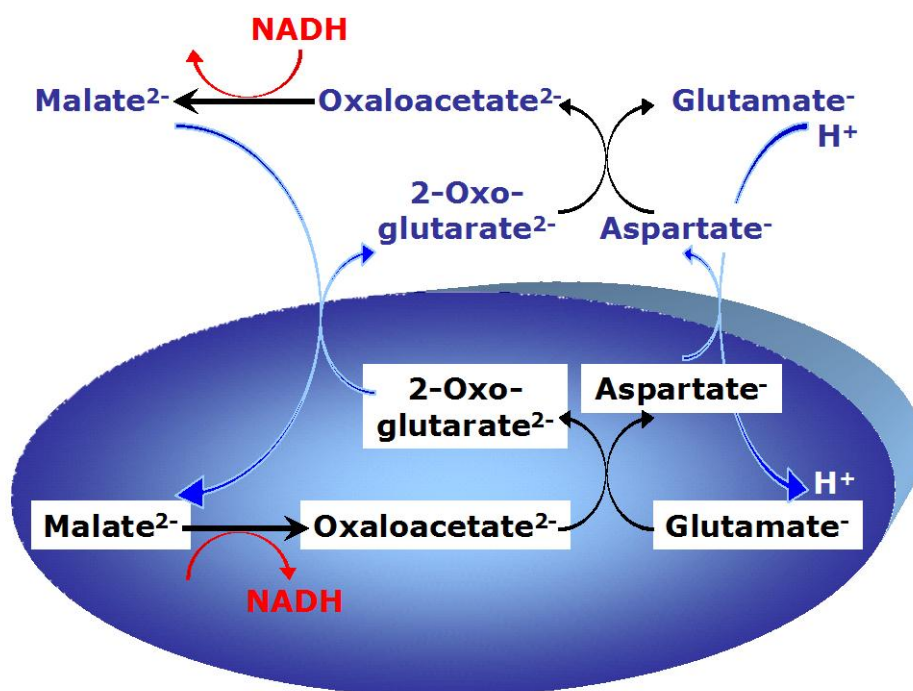 NADH
Malate²⁻ Oxaloacetate²⁻ Glutamate⁻
H⁺
2-Oxo-
glutarate²⁻ Aspartate⁻
2-Oxo-
glutarate²⁻
Aspartate⁻
H⁺
Malate²⁻ Oxaloacetate²⁻ Glutamate⁻
NADH